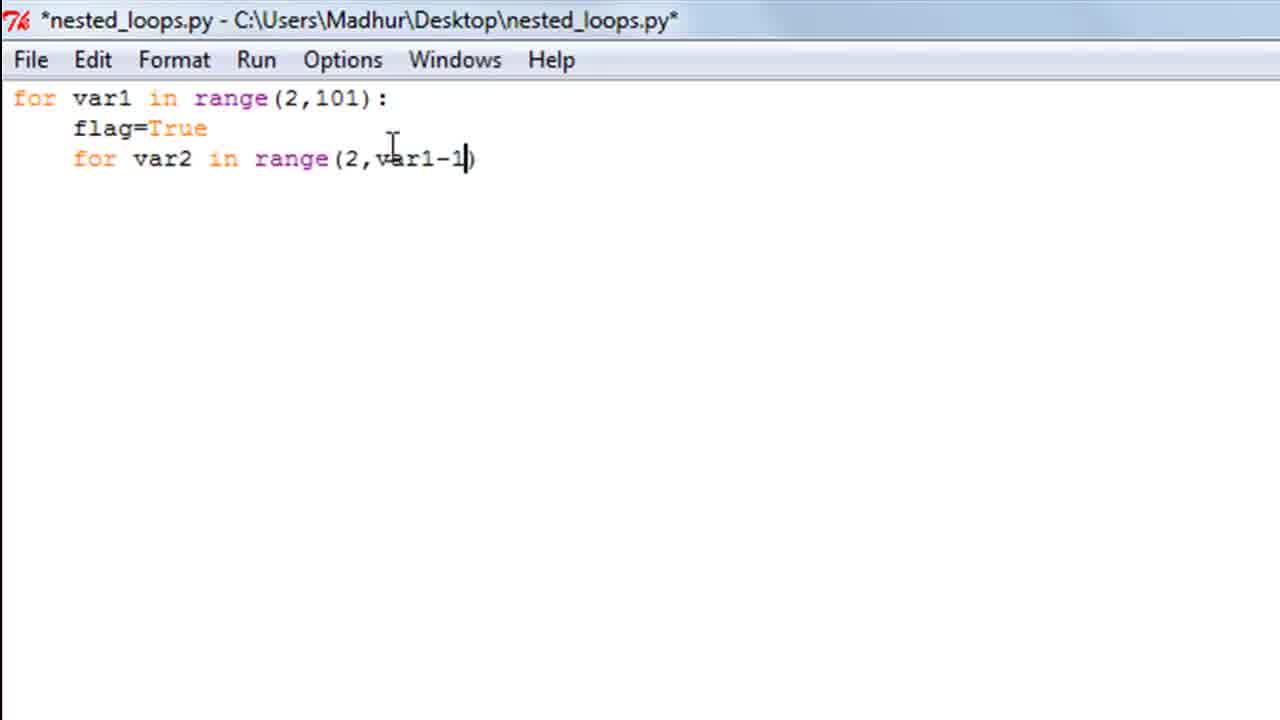 *nested_loops.py - C:\Users\Madhur\Desktop\nested_loops.py*
File Edit Format Run Options Windows Help
for var1 in range(2,101):
    flag=True
    for var2 in range(2,var1-1)